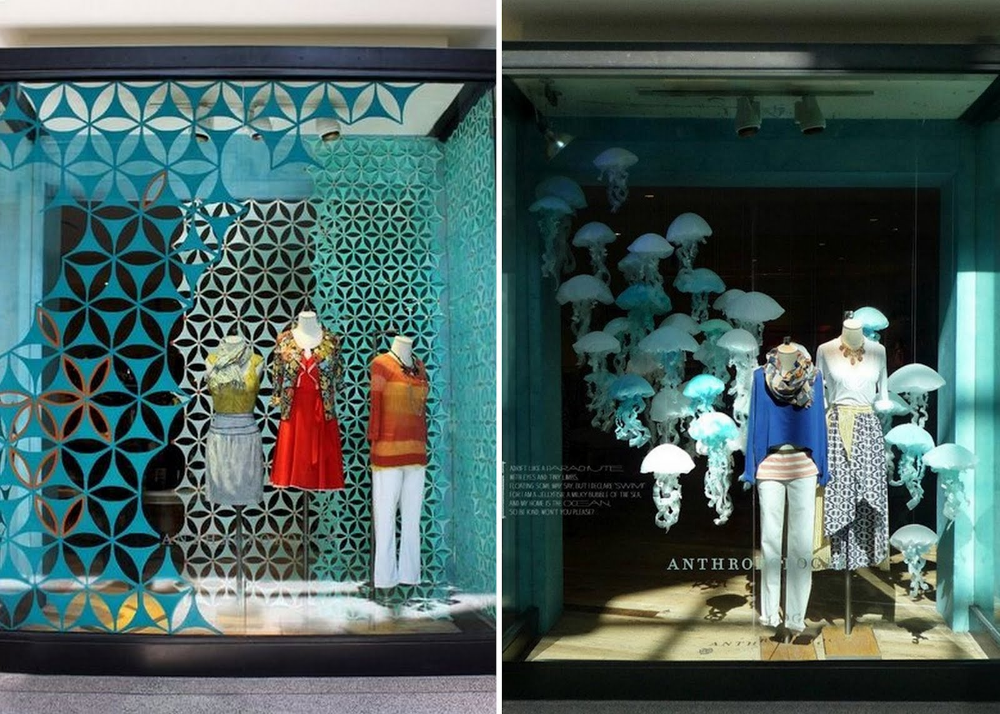 ADRIFT LIKE A PARACHUTE
WITH EYES AND TINY LIMBS,
FLOATING SOME MAY SAY, BUT I DECLARE "SWIM"
FOR I AM A JELLYFISH, A MILKY BUBBLE OF THE SEA,
AND MY HOME IS THE OCEAN,
SO BE KIND, WON'T YOU PLEASE?
ANTHROPOLOGIE